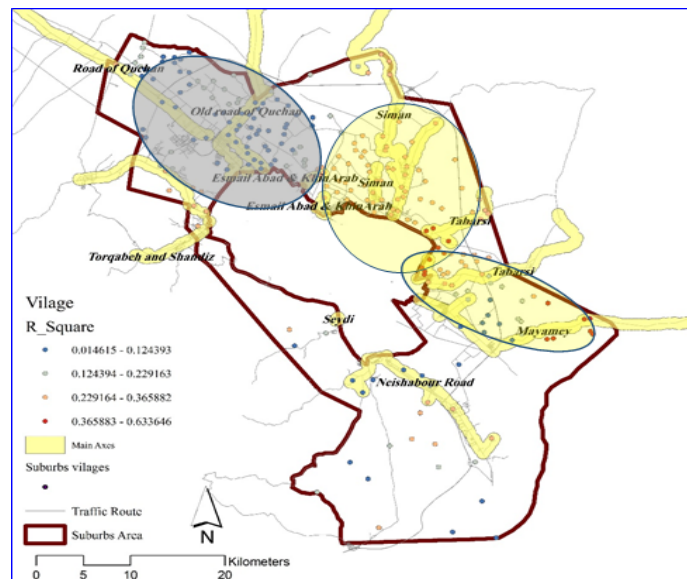 Road of Quchan
Old road of Quchan
Siman
Esmail Abad & KhinArab
Siman
Esmail Abad & KhinArab
Tabarsi
Torqabeh and Shandiz
Tabarsi
Seydi
Mayamey
Neishabour Road
Vilage
R_Square
0.014615 - 0.124393
0.124394 - 0.229163
0.229164 - 0.365882
0.365883 - 0.633646
Main Axes
Suburbs vilages
Traffic Route
Suburbs Area
N
Kilometers
0 5 10 20